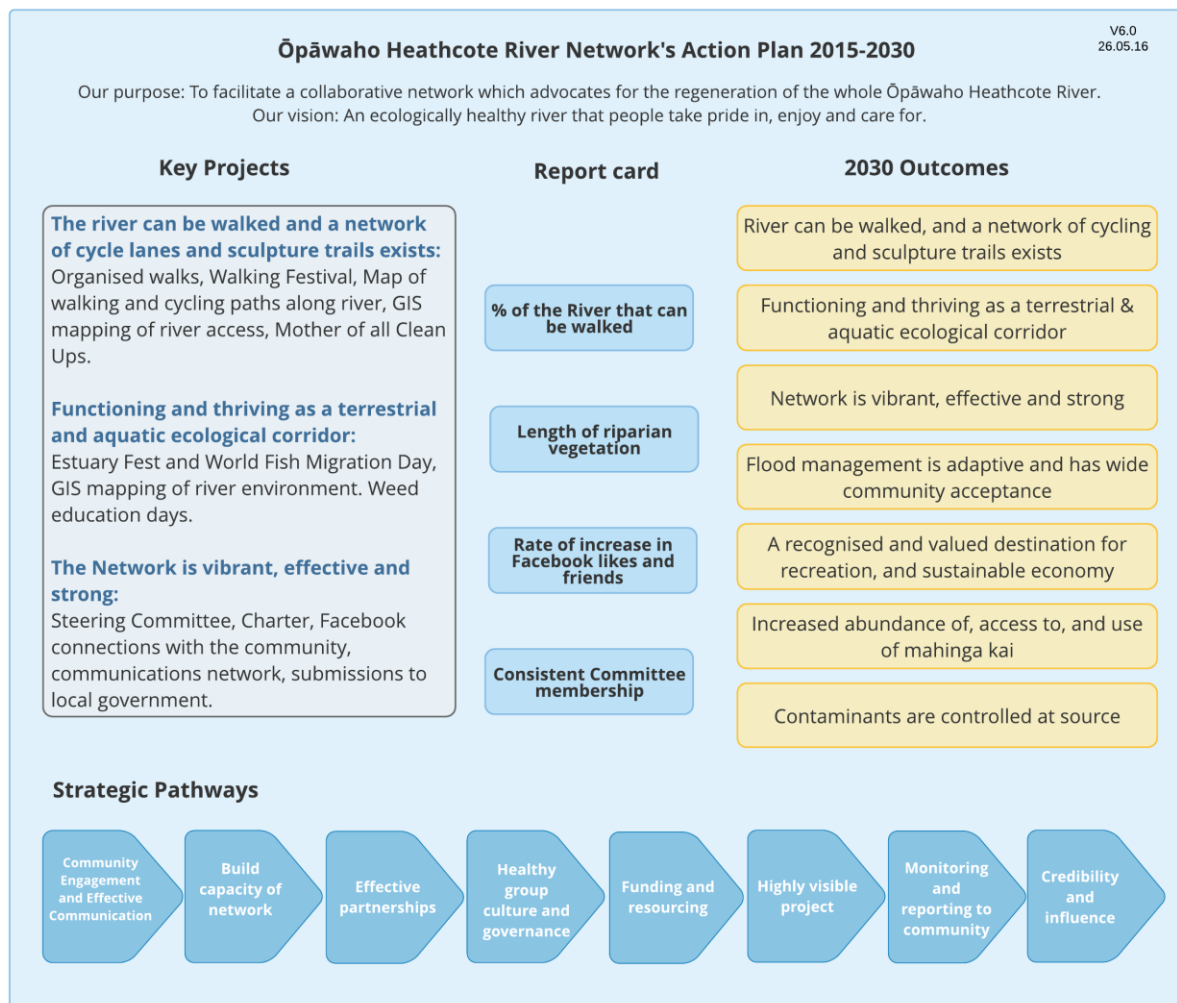 Ōpāwaho Heathcote River Network's Action Plan 2015-2030
V6.0
26.05.16
Our purpose: To facilitate a collaborative network which advocates for the regeneration of the whole Ōpāwaho Heathcote River.
Our vision: An ecologically healthy river that people take pride in, enjoy and care for.
Key Projects
The river can be walked and a network
of cycle lanes and sculpture trails exists:
Organised walks, Walking Festival, Map of
walking and cycling paths along river, GIS
mapping of river access, Mother of all Clean
Ups.
Functioning and thriving as a terrestrial
and aquatic ecological corridor:
Estuary Fest and World Fish Migration Day,
GIS mapping of river environment. Weed
education days.
The Network is vibrant, effective and
strong:
Steering Committee, Charter, Facebook
connections with the community,
communications network, submissions to
local government.
Report card
% of the River that can
be walked
Length of riparian
vegetation
Rate of increase in
Facebook likes and
friends
Consistent Committee
membership
2030 Outcomes
River can be walked, and a network of cycling
and sculpture trails exists
Functioning and thriving as a terrestrial &
aquatic ecological corridor
Network is vibrant, effective and strong
Flood management is adaptive and has wide
community acceptance
A recognised and valued destination for
recreation, and sustainable economy
Increased abundance of, access to, and use
of mahinga kai
Contaminants are controlled at source
Strategic Pathways
Community
Engagement
and Effective
Communication
Build
capacity of
network
Effective
partnerships
Healthy
group
culture and
governance
Funding and
resourcing
Highly visible
project
Monitoring
and
reporting to
community
Credibility
and
influence